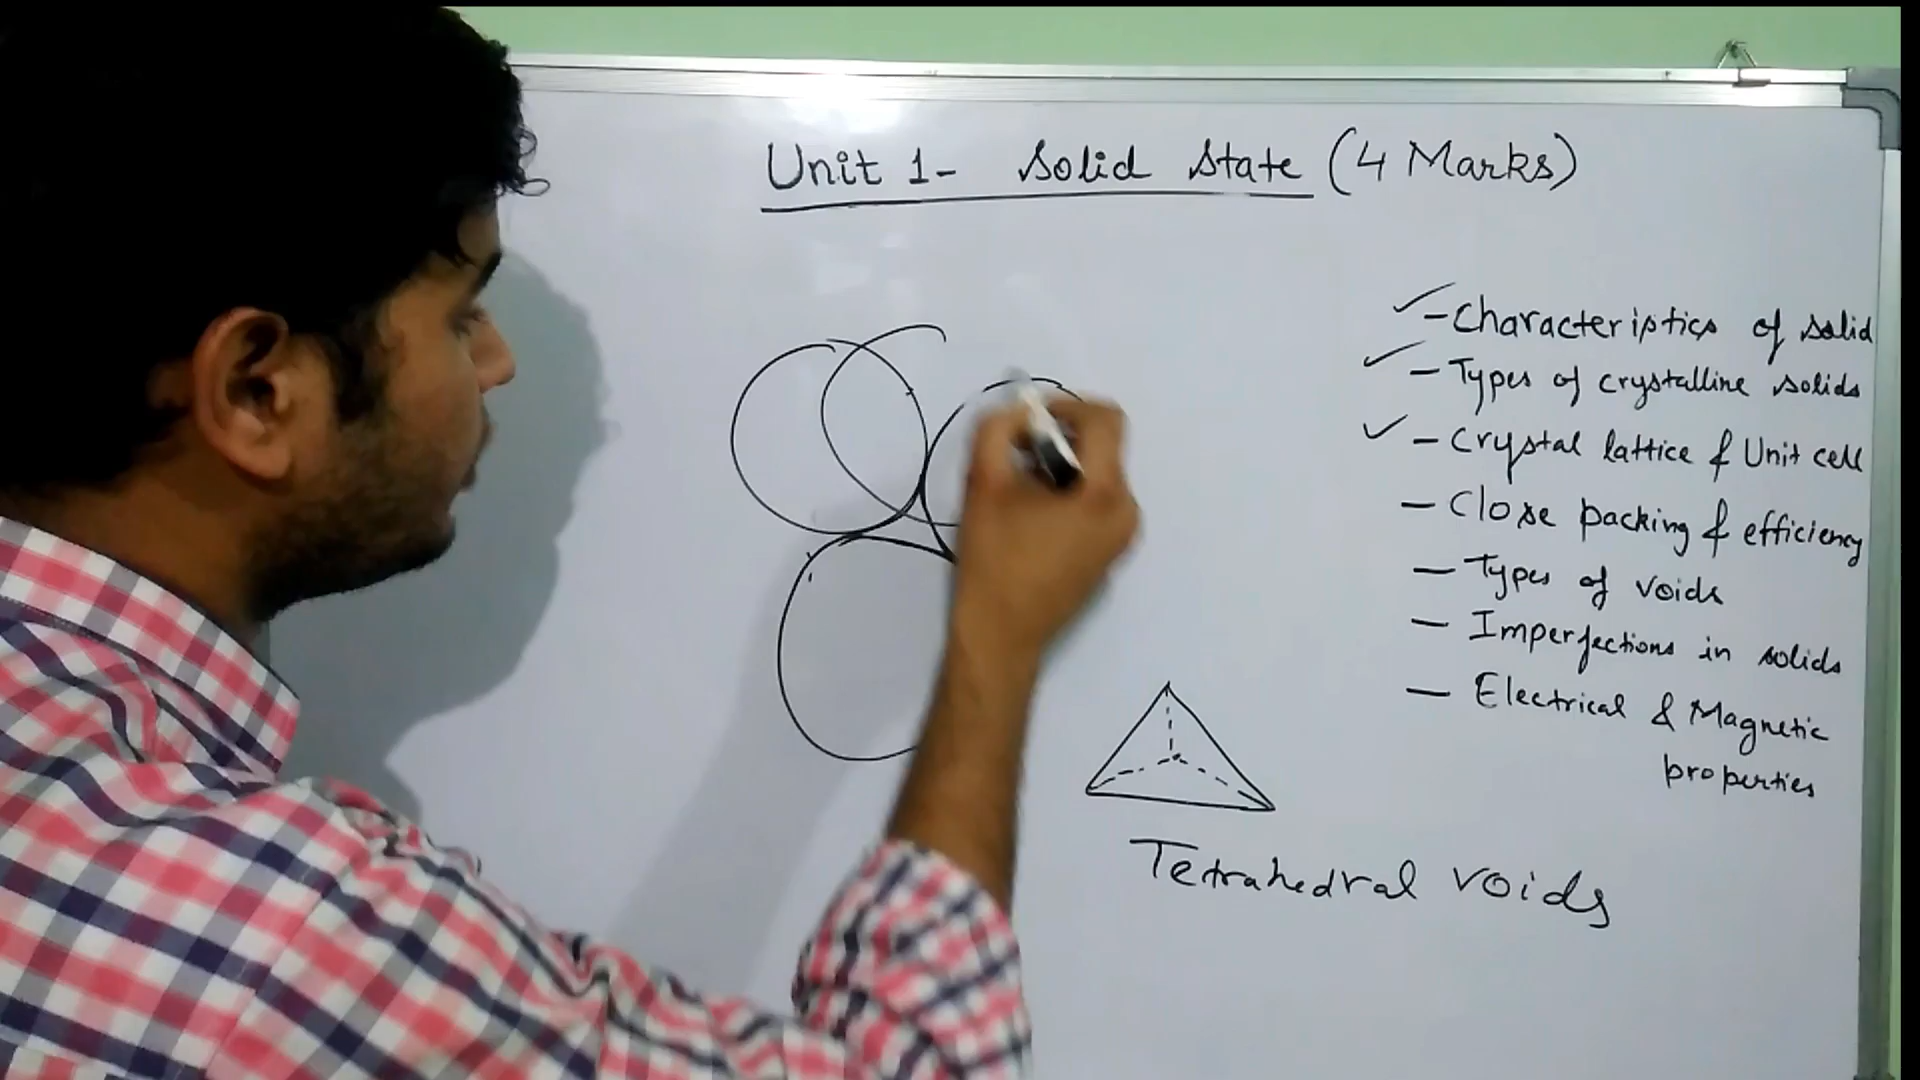 Unit 1- Solid State (4 Marks)
- Characteristics of solid
- Types of crystalline solids
- Crystal lattice & Unit cell
- Close packing & efficiency
- Types of voids
- Imperfections in solids
- Electrical & Magnetic
properties
Tetrahedral voids